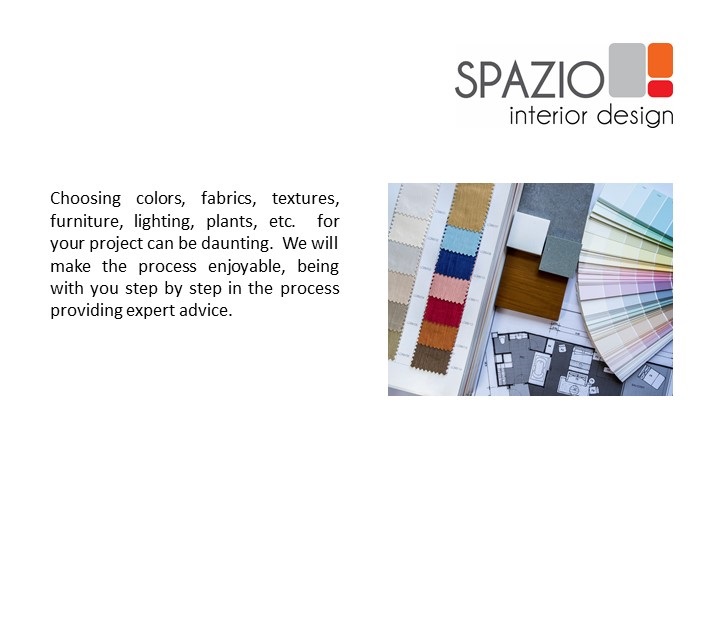 SPAZIO
interior design
Choosing colors, fabrics, textures,
furniture, lighting, plants, etc. for
your project can be daunting. We will
make the process enjoyable, being
with you step by step in the process
providing expert advice.